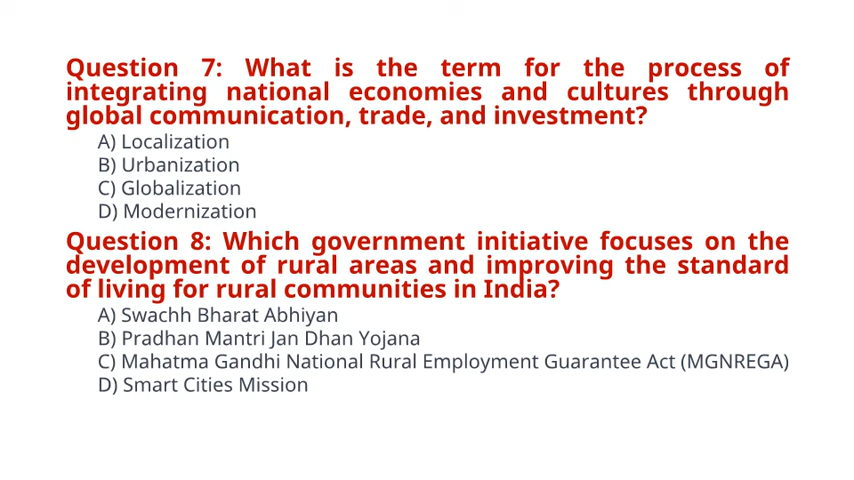 Question 7: What is the term for the process of
integrating national economies and cultures through
global communication, trade, and investment?
A) Localization
B) Urbanization
C) Globalization
D) Modernization
Question 8: Which government initiative focuses on the
development of rural areas and improving the standard
of living for rural communities in India?
A) Swachh Bharat Abhiyan
B) Pradhan Mantri Jan Dhan Yojana
C) Mahatma Gandhi National Rural Employment Guarantee Act (MGNREGA)
D) Smart Cities Mission